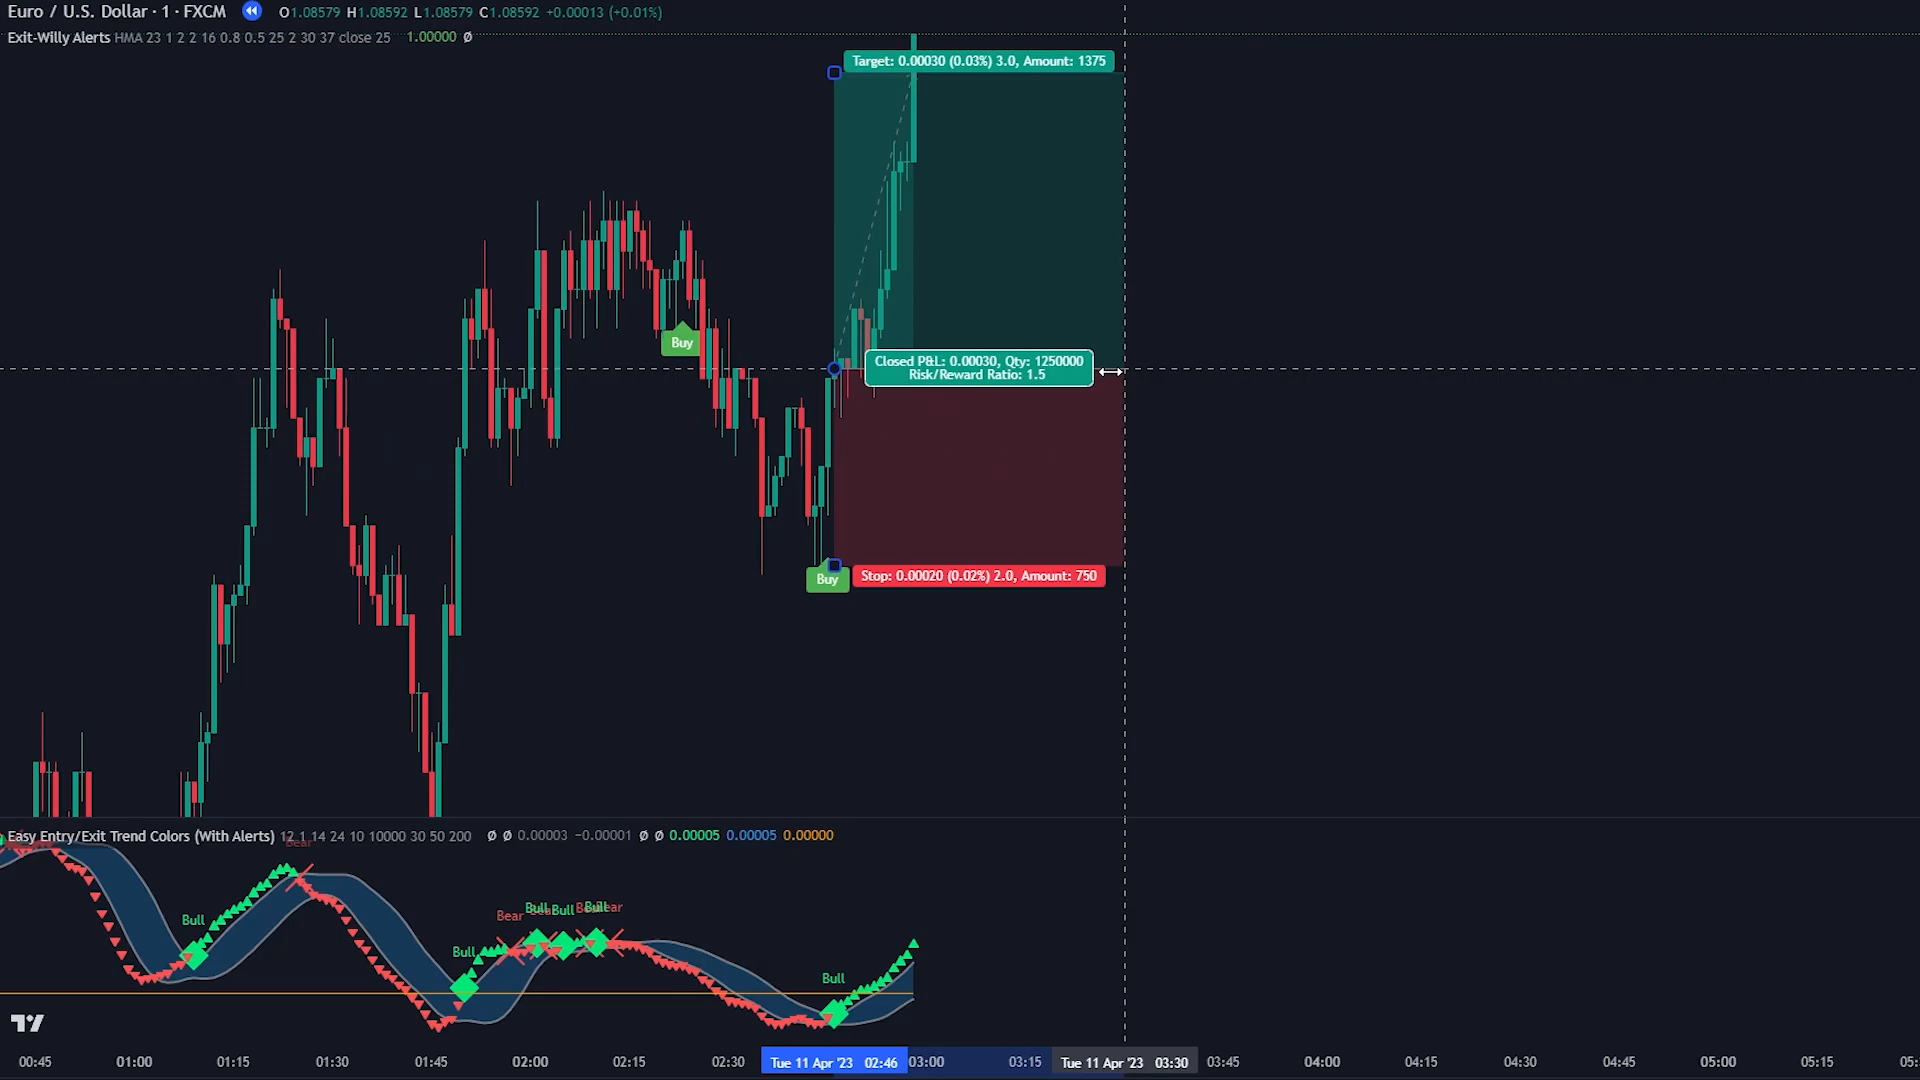 Euro / U.S. Dollar · 1 · FXCM O1.08579 H1.08592 L1.08579 C1.08592 +0.00013 (+0.01%)
Exit-Willy Alerts HMA 23 1 2 2 16 0.8 0.5 25 2 30 37 close 25 1.00000 Ø
Target: 0.00030 (0.03%) 3.0, Amount: 1375
Buy
Closed P&L: 0.00030, Qty: 1250000
Risk/Reward Ratio: 1.5
Buy
Stop: 0.00020 (0.02%) 2.0, Amount: 750
Easy Entry/Exit Trend Colors (With Alerts) 12 1 14 24 10 10000 30 50 200 Ø Ø 0.00003 −0.00001 Ø Ø 0.00005 0.00005 0.00000
Bear
Bull
Bear Bull Bear Bull Bull Bear
Bull
Bull
00:45 01:00 01:15 01:30 01:45 02:00 02:15 02:30 Tue 11 Apr '23 02:46 03:00 03:15 Tue 11 Apr '23 03:30 03:45 04:00 04:15 04:30 04:45 05:00 05:15